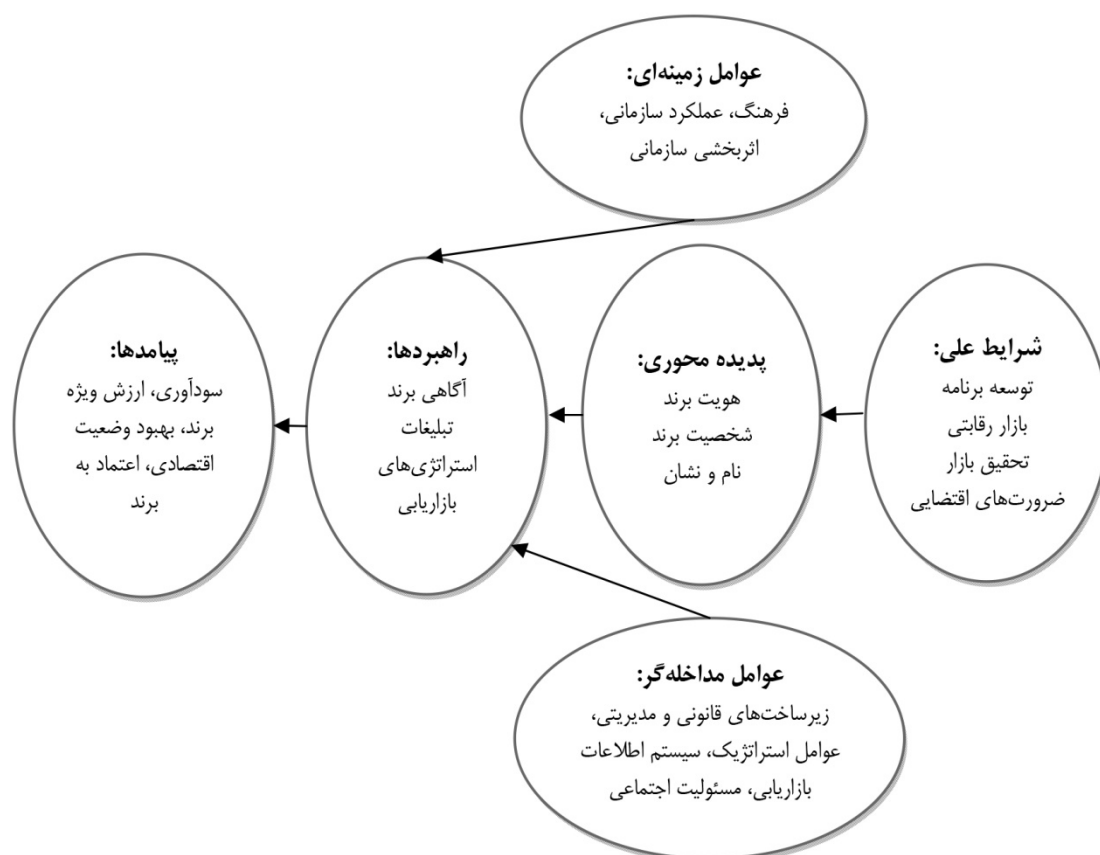 عوامل زمینه‌ای:
فرهنگ، عملکرد سازمانی،
اثربخشی سازمانی
شرایط علی:
توسعه برنامه
بازار رقابتی
تحقیق بازار
ضرورت‌های اقتضایی
پدیده محوری:
هویت برند
شخصیت برند
نام و نشان
راهبردها:
آگاهی برند
تبلیغات
استراتژی‌های
بازاریابی
پیامدها:
سودآوری، ارزش ویژه
برند، بهبود وضعیت
اقتصادی، اعتماد به
برند
عوامل مداخله‌گر:
زیرساخت‌های قانونی و مدیریتی،
عوامل استراتژیک، سیستم اطلاعات
بازاریابی، مسئولیت اجتماعی